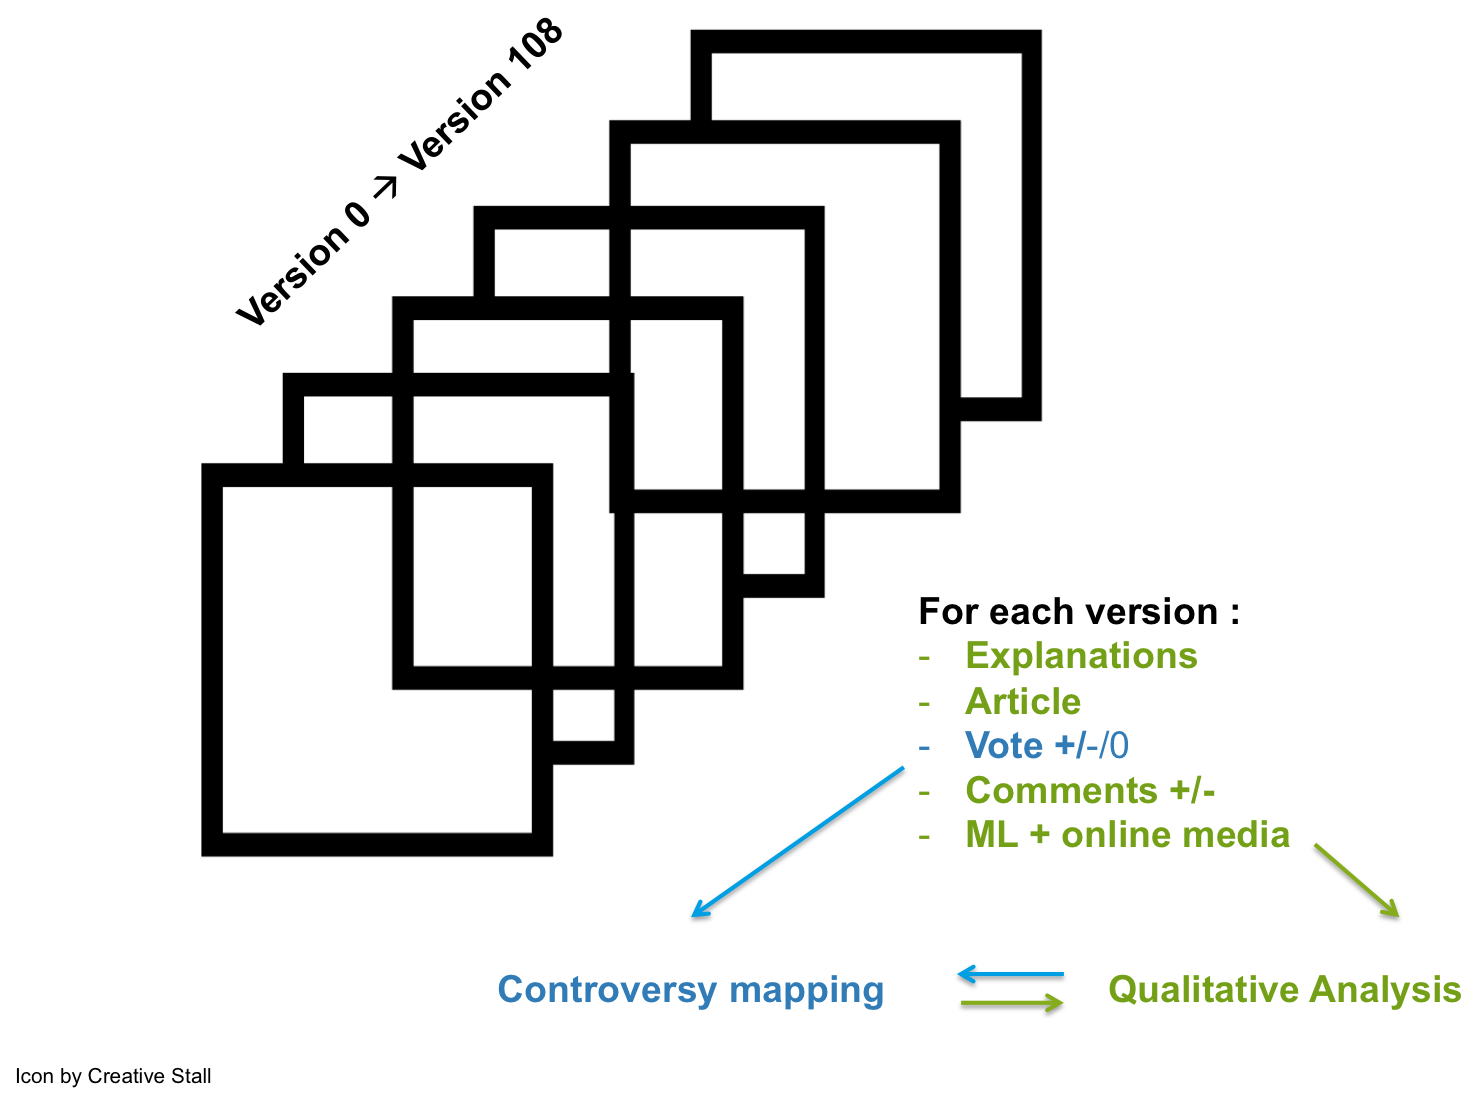 Version 0 → Version 108
For each version :
- Explanations
- Article
- Vote +/-/0
- Comments +/-
- ML + online media
Controversy mapping
Qualitative Analysis
Icon by Creative Stall